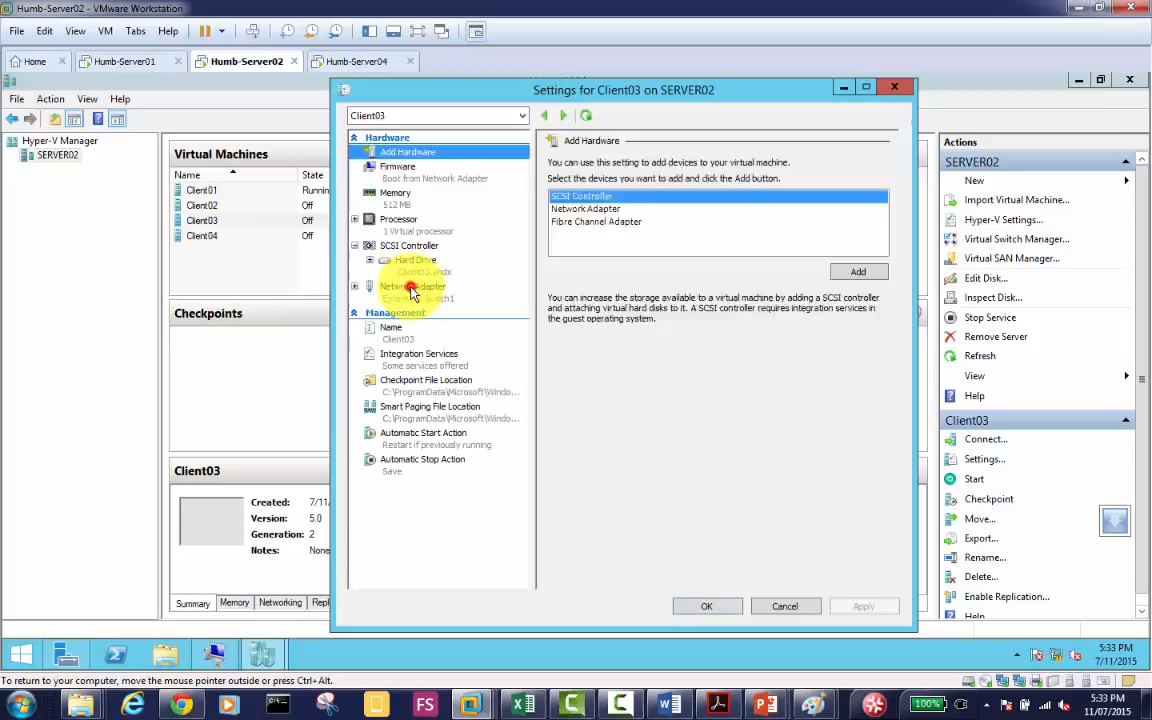 Humb-Server02 - VMware Workstation
File Edit View VM Tabs Help
Home Humb-Server01 Humb-Server02 Humb-Server04
File Action View Help
Hyper-V Manager
SERVER02
Virtual Machines
Name State
Client01 Runnin
Client02 Off
Client03 Off
Client04 Off
Checkpoints
Client03
Created: 7/11/
Version: 5.0
Generation: 2
Notes: None
Summary Memory Networking Repl
Settings for Client03 on SERVER02
Client03
Hardware
Add Hardware
Firmware
Boot from Network Adapter
Memory
512 MB
Processor
1 Virtual processor
SCSI Controller
Hard Drive
Network Adapter
Management
Name
Client03
Integration Services
Some services offered
Checkpoint File Location
C:\ProgramData\Microsoft\Windo...
Smart Paging File Location
C:\ProgramData\Microsoft\Windo...
Automatic Start Action
Restart if previously running
Automatic Stop Action
Save
Add Hardware
You can use this setting to add devices to your virtual machine.
Select the devices you want to add and click the Add button.
SCSI Controller
Network Adapter
Fibre Channel Adapter
Add
You can increase the storage available to a virtual machine by adding a SCSI controller
and attaching virtual hard disks to it. A SCSI controller requires integration services in
the guest operating system.
OK Cancel Apply
Actions
SERVER02
New
Import Virtual Machine...
Hyper-V Settings...
Virtual Switch Manager...
Virtual SAN Manager...
Edit Disk...
Inspect Disk...
Stop Service
Remove Server
Refresh
View
Help
Client03
Connect...
Settings...
Start
Checkpoint
Move...
Export...
Rename...
Delete...
Enable Replication...
Help
5:33 PM
7/11/2015
To return to your computer, move the mouse pointer outside or press Ctrl+Alt.
FS
100%
5:33 PM
11/07/2015